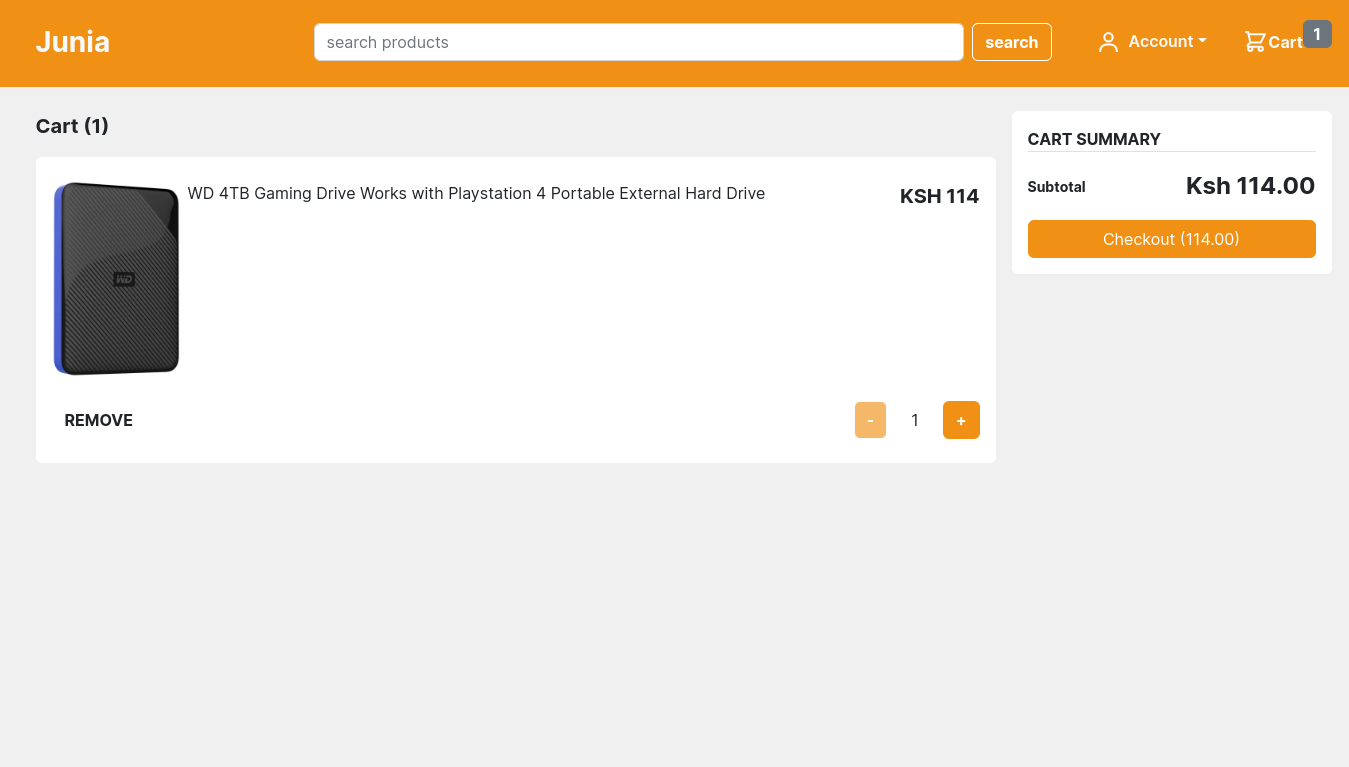 Junia
search products
search
Account
Cart
1
Cart (1)
WD 4TB Gaming Drive Works with Playstation 4 Portable External Hard Drive
KSH 114
WD
REMOVE
-
1
+
CART SUMMARY
Subtotal
Ksh 114.00
Checkout (114.00)